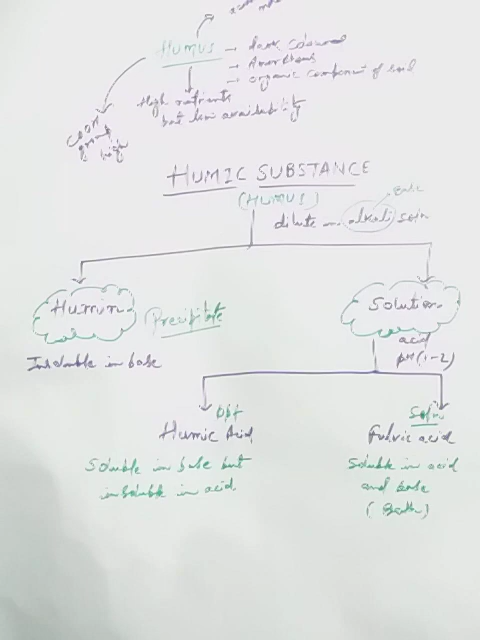 HUMUS → dark coloured
→ Amorphous
→ organic component of soil
High nutrients
but low availability
COOH
group
high
HUMIC SUBSTANCE
(HUMUS)
Base
dilute in alkali soln
Humin
Precipitate
Insoluble in base
Solution
acid
pH (1-2)
ppt
Humic Acid
Soluble in base but
insoluble in acid.
Soln
Fulvic acid
Soluble in acid
and base
(Both)